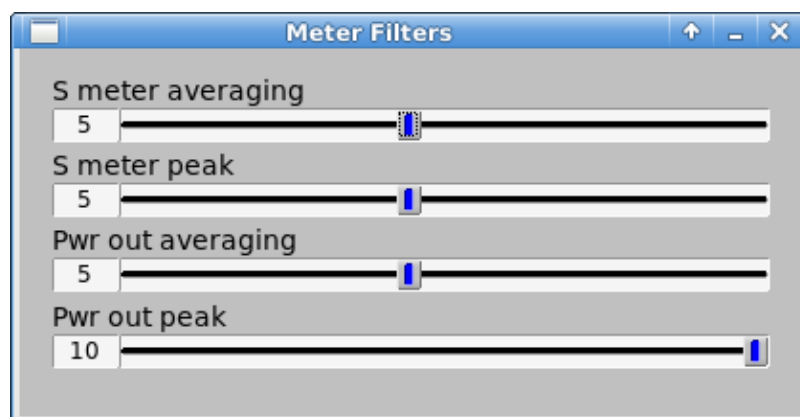 Meter Filters
S meter averaging
5
S meter peak
5
Pwr out averaging
5
Pwr out peak
10